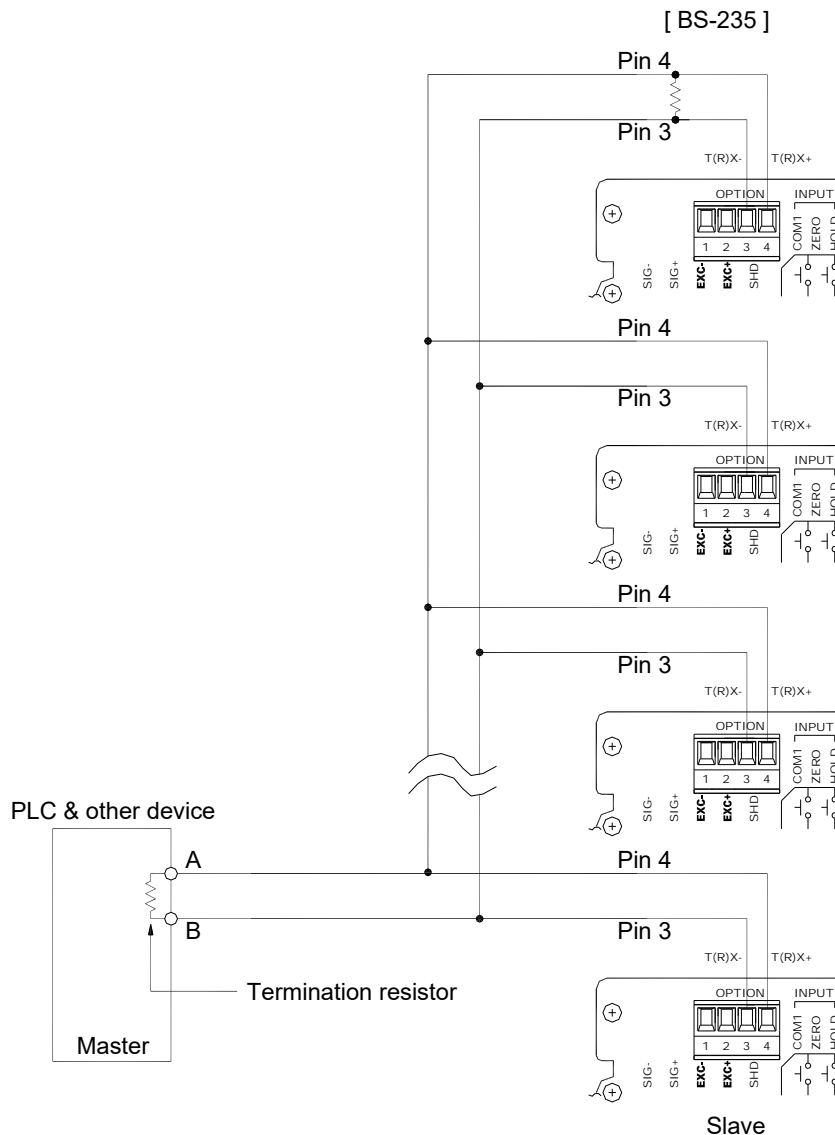 [ BS-235 ]
Pin 4
Pin 3
T(R)X- T(R)X+
OPTION INPUT
1 2 3 4
SIG- SIG+ EXC- EXC+ SHD COM1 ZERO HOLD
Pin 4
Pin 3
T(R)X- T(R)X+
OPTION INPUT
1 2 3 4
SIG- SIG+ EXC- EXC+ SHD COM1 ZERO HOLD
Pin 4
Pin 3
T(R)X- T(R)X+
OPTION INPUT
1 2 3 4
SIG- SIG+ EXC- EXC+ SHD COM1 ZERO HOLD
PLC & other device
A
Pin 4
B
Pin 3
T(R)X- T(R)X+
Termination resistor
OPTION INPUT
1 2 3 4
Master
SIG- SIG+ EXC- EXC+ SHD COM1 ZERO HOLD
Slave